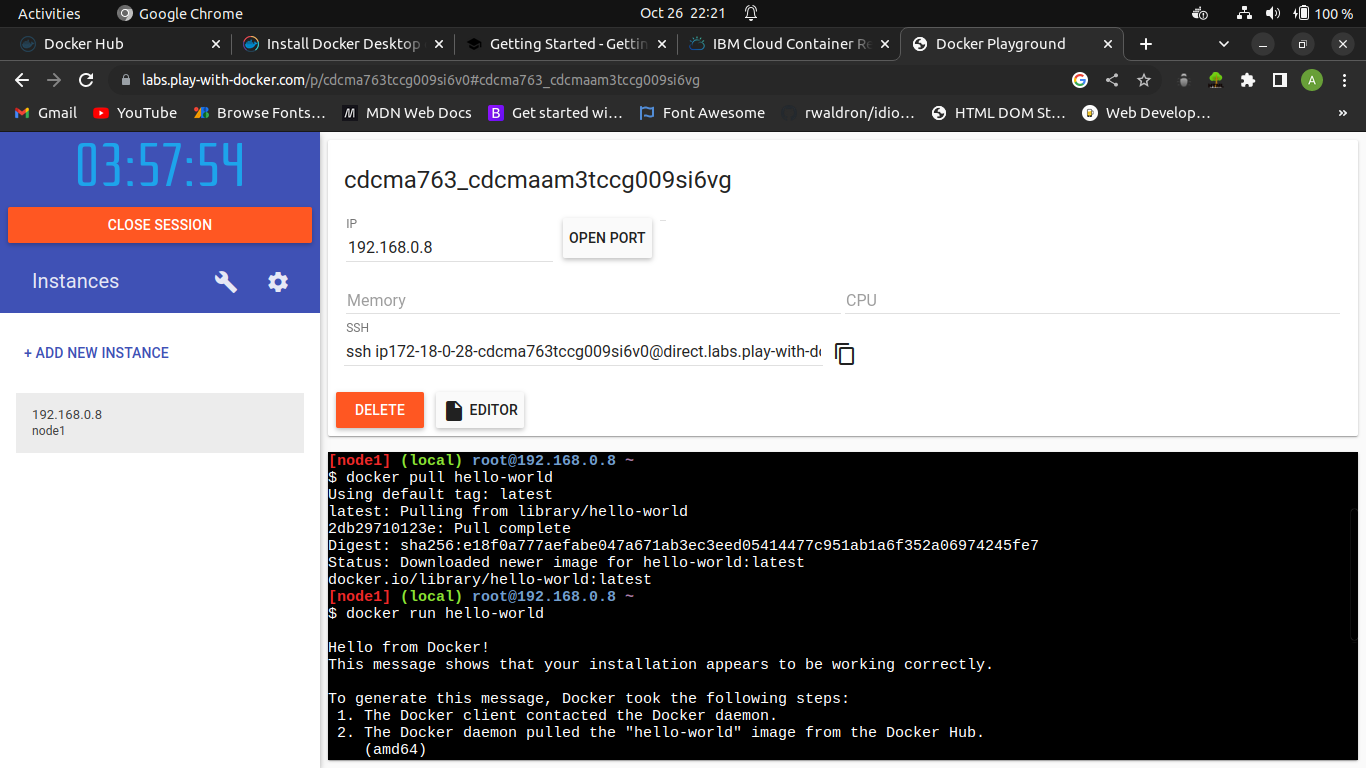 Activities Google Chrome Oct 26 22:21 100 %
Docker Hub Install Docker Desktop Getting Started - Gettin IBM Cloud Container Re Docker Playground
labs.play-with-docker.com/p/cdcma763tccg009si6v0#cdcma763_cdcmaam3tccg009si6vg A
Gmail YouTube Browse Fonts... MDN Web Docs Get started wi... Font Awesome rwaldron/idio... HTML DOM St... Web Develop... »
03:57:54
CLOSE SESSION
Instances
+ ADD NEW INSTANCE
192.168.0.8
node1
cdcma763_cdcmaam3tccg009si6vg
IP
192.168.0.8
OPEN PORT
Memory CPU
SSH
ssh ip172-18-0-28-cdcma763tccg009si6v0@direct.labs.play-with-do
DELETE EDITOR
[node1] (local) root@192.168.0.8 ~
$ docker pull hello-world
Using default tag: latest
latest: Pulling from library/hello-world
2db29710123e: Pull complete
Digest: sha256:e18f0a777aefabe047a671ab3ec3eed05414477c951ab1a6f352a06974245fe7
Status: Downloaded newer image for hello-world:latest
docker.io/library/hello-world:latest
[node1] (local) root@192.168.0.8 ~
$ docker run hello-world
Hello from Docker!
This message shows that your installation appears to be working correctly.
To generate this message, Docker took the following steps:
1. The Docker client contacted the Docker daemon.
2. The Docker daemon pulled the "hello-world" image from the Docker Hub.
(amd64)